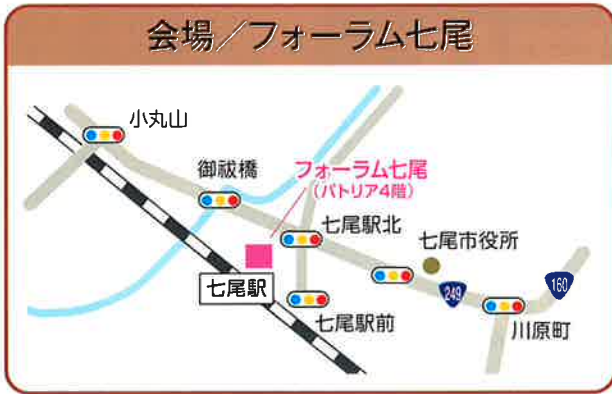 会場／フォーラム七尾
小丸山
御祓橋
フォーラム七尾
（パトリア4階）
七尾駅北
七尾市役所
七尾駅
七尾駅前
249
160
川原町